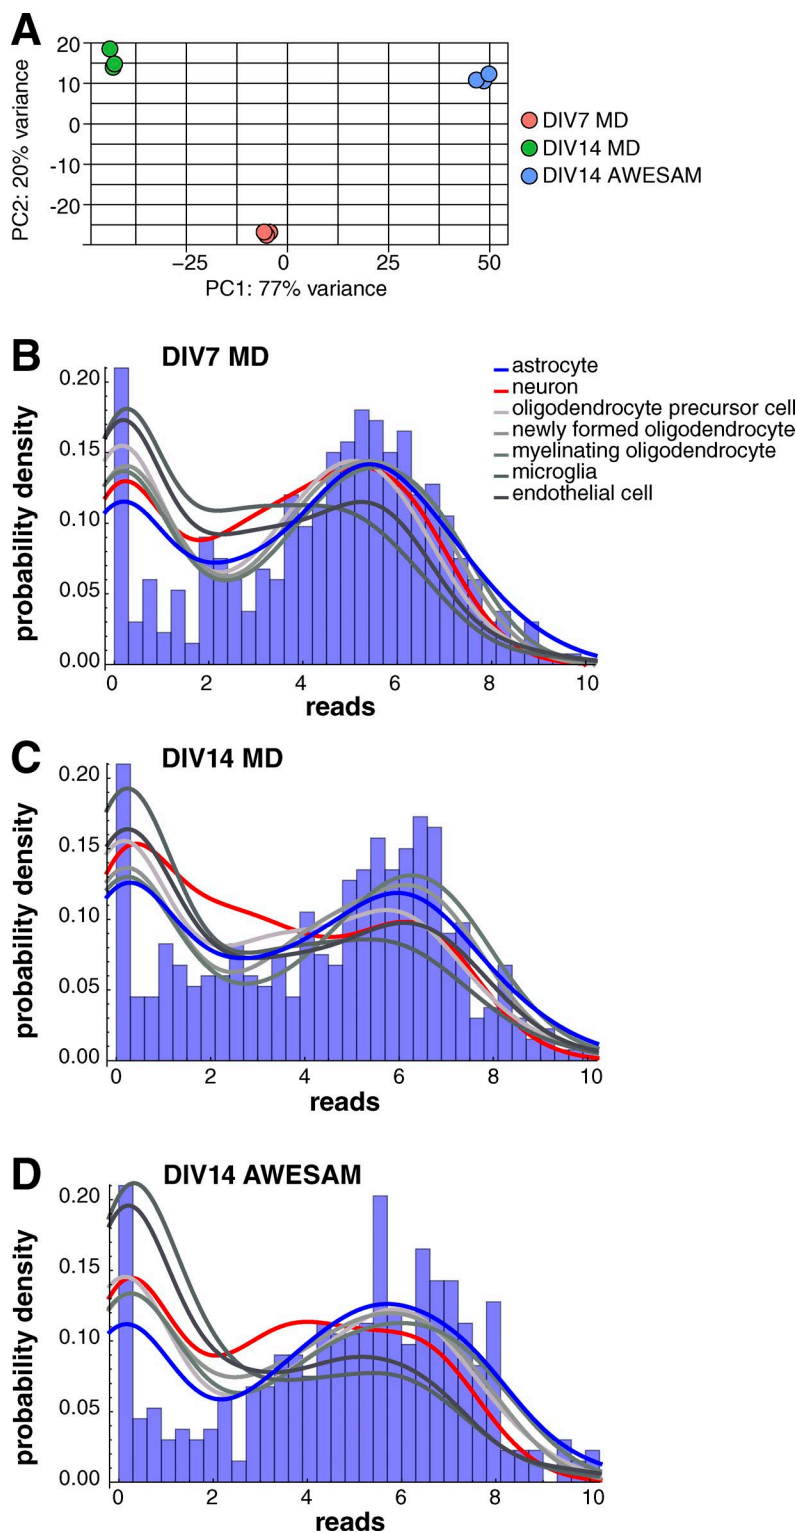 A
20
10
0
-10
-20
PC2: 20% variance
−25
0
25
50
PC1: 77% variance
DIV7 MD
DIV14 MD
DIV14 AWESAM
B
DIV7 MD
astrocyte
neuron
oligodendrocyte precursor cell
newly formed oligodendrocyte
myelinating oligodendrocyte
microglia
endothelial cell
0.20
0.15
0.10
0.05
0.00
probability density
0
2
4
6
8
10
reads
C
DIV14 MD
0.20
0.15
0.10
0.05
0.00
probability density
0
2
4
6
8
10
reads
D
DIV14 AWESAM
0.20
0.15
0.10
0.05
0.00
probability density
0
2
4
6
8
10
reads